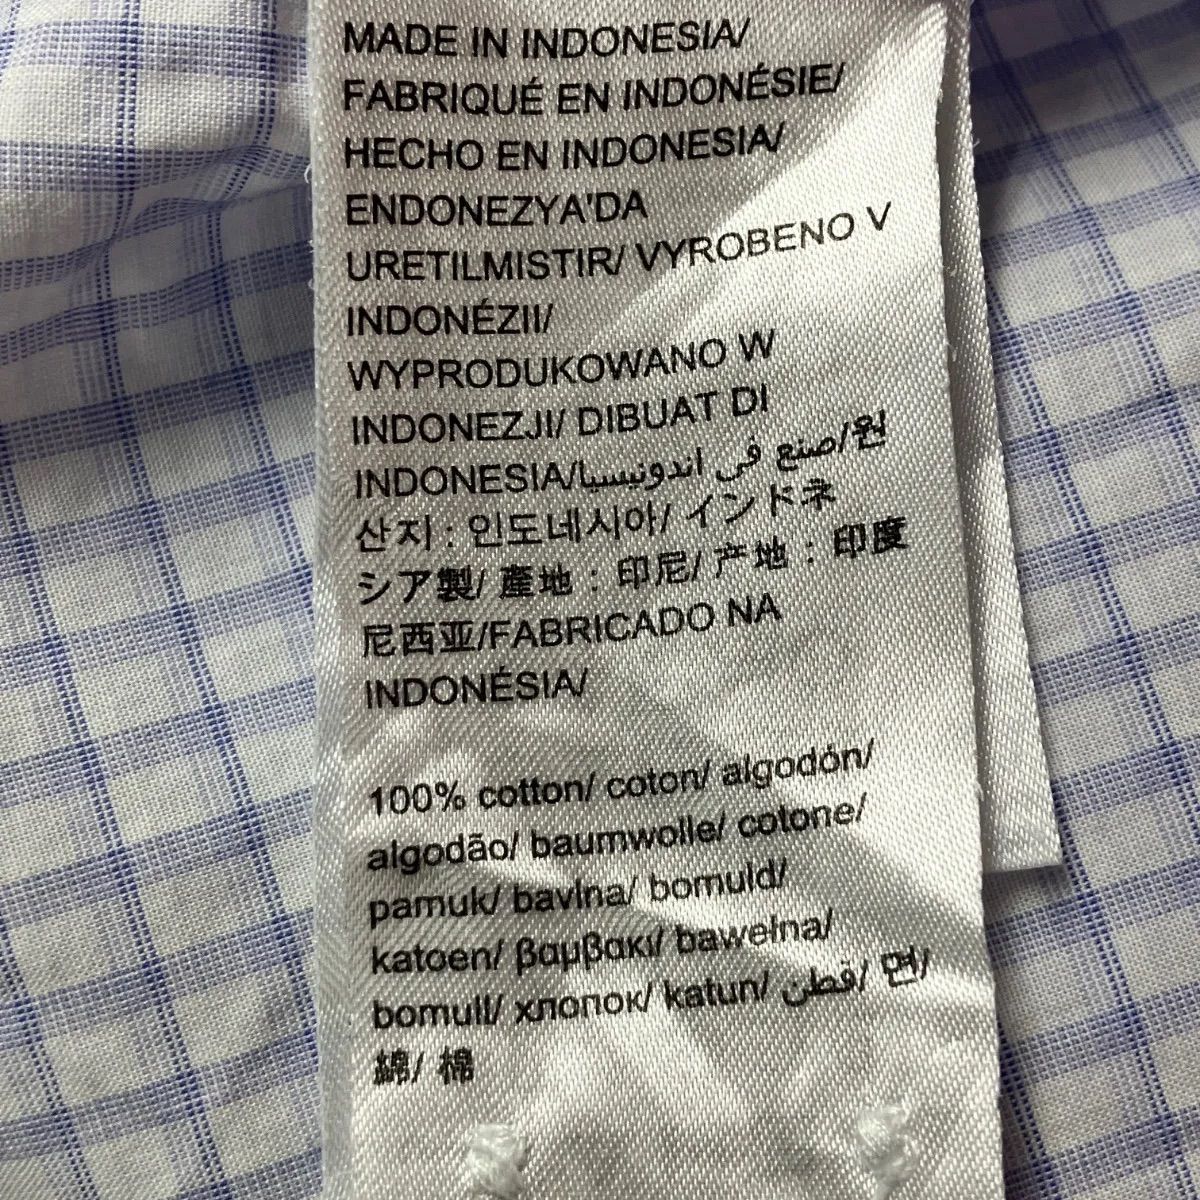 MADE IN INDONESIA/
FABRIQUÉ EN INDONÉSIE/
HECHO EN INDONESIA/
ENDONEZYA'DA
URETILMISTIR/ VYROBENO V
INDONÉZII/
WYPRODUKOWANO W
INDONEZJI/ DIBUAT DI
INDONESIA/صنع في اندونيسيا/원
산지 : 인도네시아/ インドネ
シア製/ 產地 : 印尼/ 产地 : 印度
尼西亚/FABRICADO NA
INDONÉSIA/
100% cotton/ coton/ algodón/
algodão/ baumwolle/ cotone/
pamuk/ bavlna/ bomuld/
katoen/ βαμβακι/ bawełna/
bomull/ хлопок/ katun/ قطن/ 면/
綿/ 棉